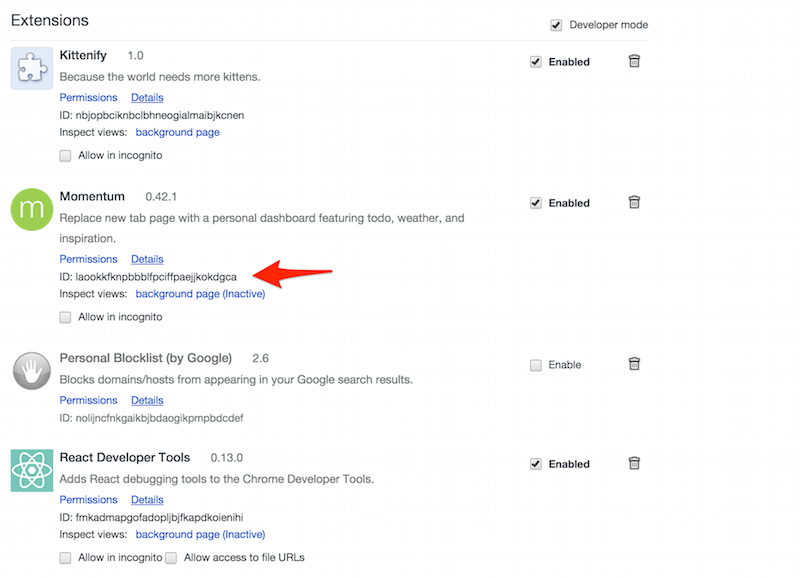 Extensions
Developer mode
Kittenify 1.0
Enabled
Because the world needs more kittens.
Permissions Details
ID: nbjopbciknbclbhneogialmaibjkcnen
Inspect views: background page
Allow in incognito
m
Momentum 0.42.1
Enabled
Replace new tab page with a personal dashboard featuring todo, weather, and
inspiration.
Permissions Details
ID: laookkfknpbbblfpciffpaejjkokdgca
Inspect views: background page (Inactive)
Allow in incognito
Personal Blocklist (by Google) 2.6
Enable
Blocks domains/hosts from appearing in your Google search results.
Permissions Details
ID: nolijncfnkgaikbjbdaogikpmpbdcdef
React Developer Tools 0.13.0
Enabled
Adds React debugging tools to the Chrome Developer Tools.
Permissions Details
ID: fmkadmapgofadopljbjfkapdkoienihi
Inspect views: background page (Inactive)
Allow in incognito Allow access to file URLs